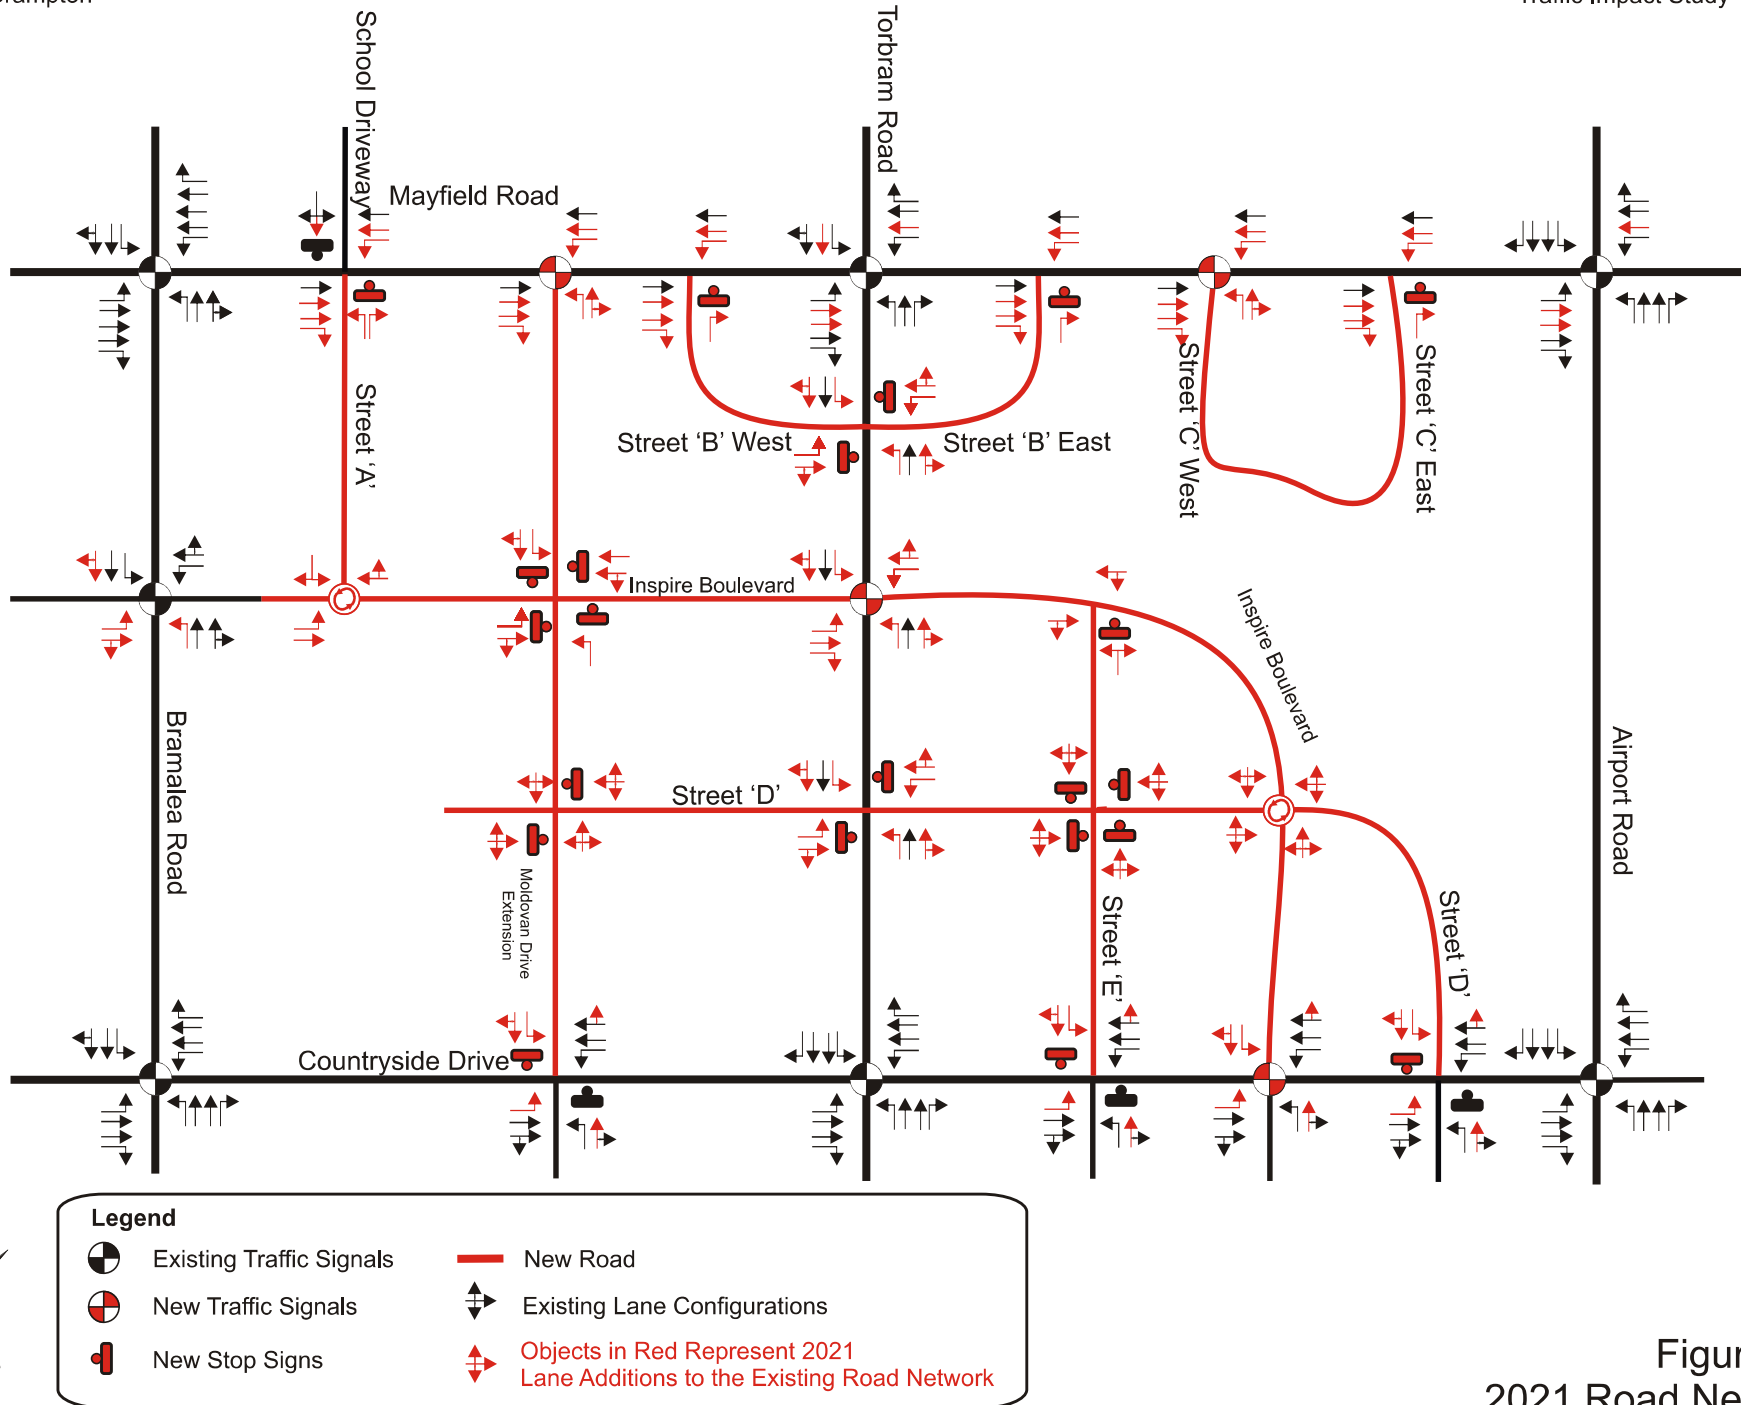 School Driveway
Torbram Road
Mayfield Road
Street ‘A’
Street ‘B’ West
Street ‘B’ East
Street ‘C’ West
Street ‘C’ East
Inspire Boulevard
Inspire Boulevard
Bramalea Road
Airport Road
Street ‘D’
Moldovan Drive
Extension
Street ‘E’
Street ‘D’
Countryside Drive
Legend
Existing Traffic Signals
New Traffic Signals
New Stop Signs
New Road
Existing Lane Configurations
Objects in Red Represent 2021
Lane Additions to the Existing Road Network
2021 Road